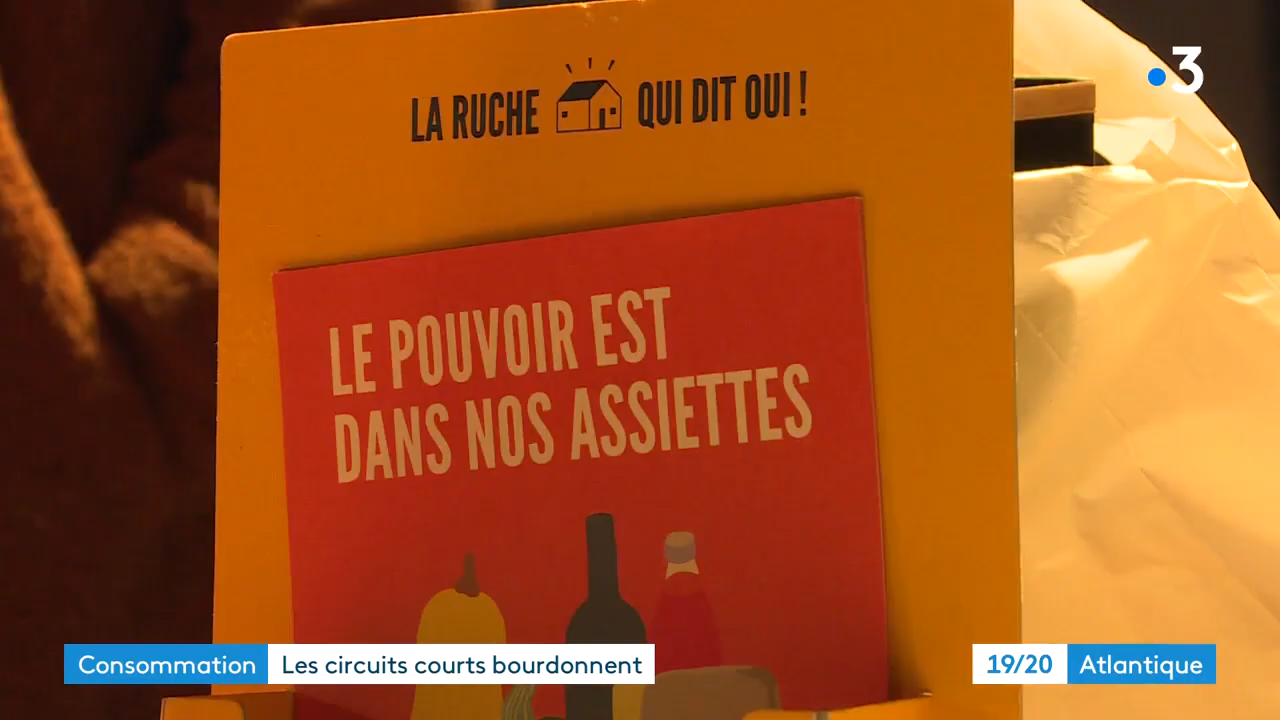 LA RUCHE QUI DIT OUI !
3
LE POUVOIR EST
DANS NOS ASSIETTES
Consommation Les circuits courts bourdonnent
19/20 Atlantique